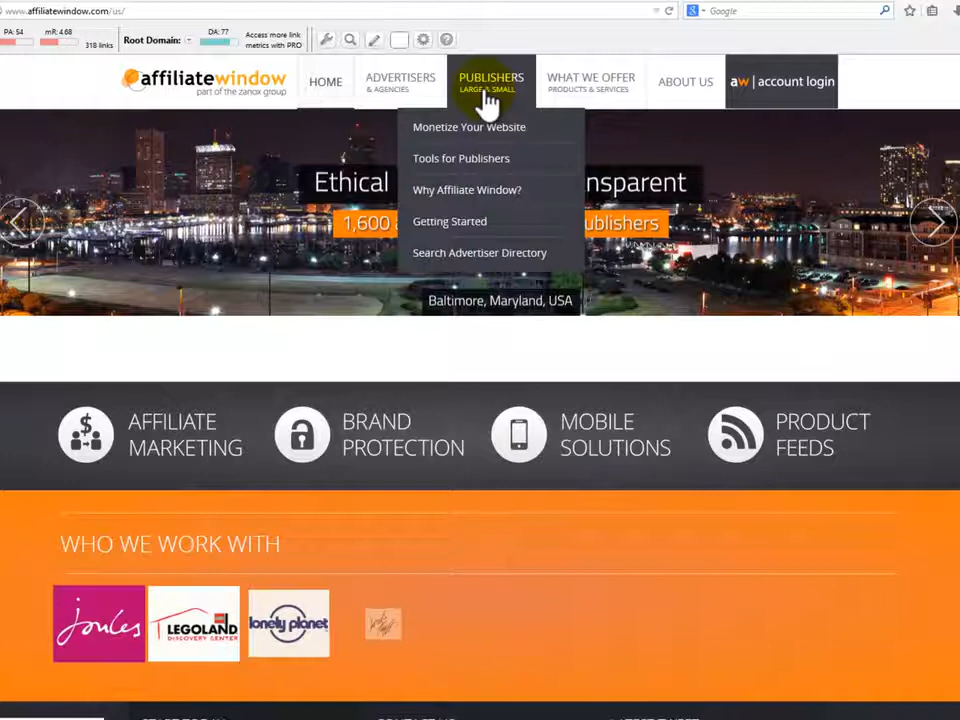 www.affiliatewindow.com/us/
Google
PA: 54
mR: 4.68
318 links
Root Domain:
DA: 77
Access more link
metrics with PRO
affiliatewindow
part of the zanox group
HOME
ADVERTISERS
& AGENCIES
PUBLISHERS
LARGE & SMALL
WHAT WE OFFER
PRODUCTS & SERVICES
ABOUT US
aw | account login
Monetize Your Website
Tools for Publishers
Why Affiliate Window?
Getting Started
Search Advertiser Directory
Ethical
nsparent
1,600
ublishers
Baltimore, Maryland, USA
AFFILIATE
MARKETING
BRAND
PROTECTION
MOBILE
SOLUTIONS
PRODUCT
FEEDS
WHO WE WORK WITH
Joules
LEGOLAND
DISCOVERY CENTER
lonely planet